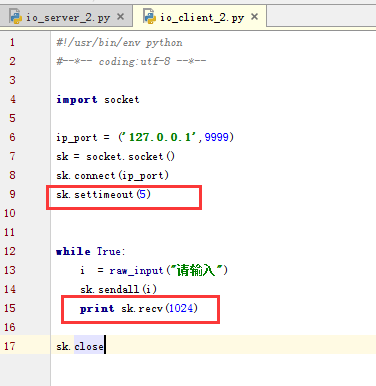 io_server_2.py × io_client_2.py ×
1 #!/usr/bin/env python
2 #--*-- coding:utf-8 --*--
3
4 import socket
5
6 ip_port = ('127.0.0.1',9999)
7 sk = socket.socket()
8 sk.connect(ip_port)
9 sk.settimeout(5)
10
11
12 while True:
13     i  = raw_input("请输入")
14     sk.sendall(i)
15     print sk.recv(1024)
16
17 sk.close